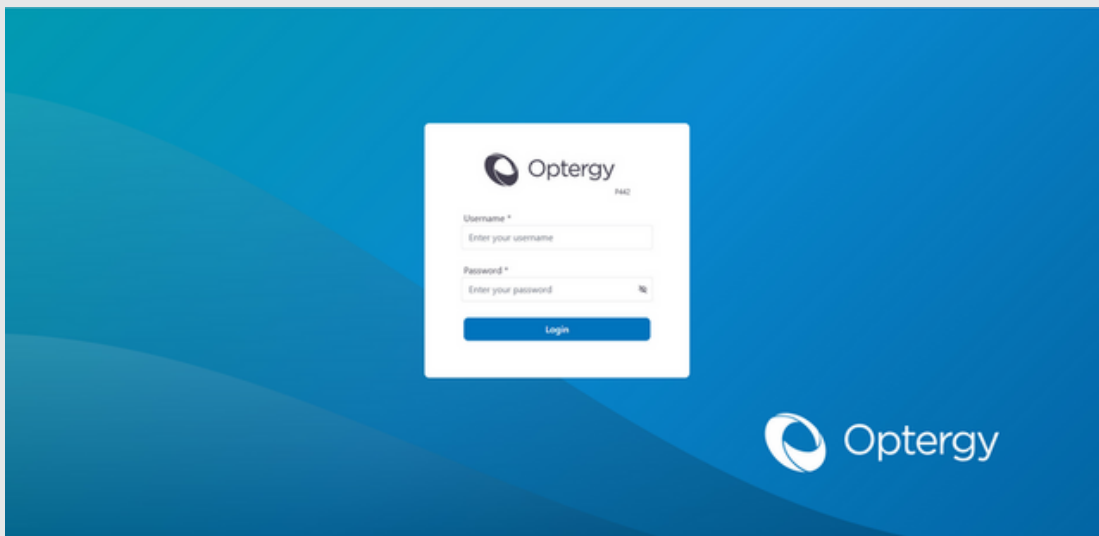 Optergy
P442
Username *
Enter your username
Password *
Enter your password
Login
Optergy